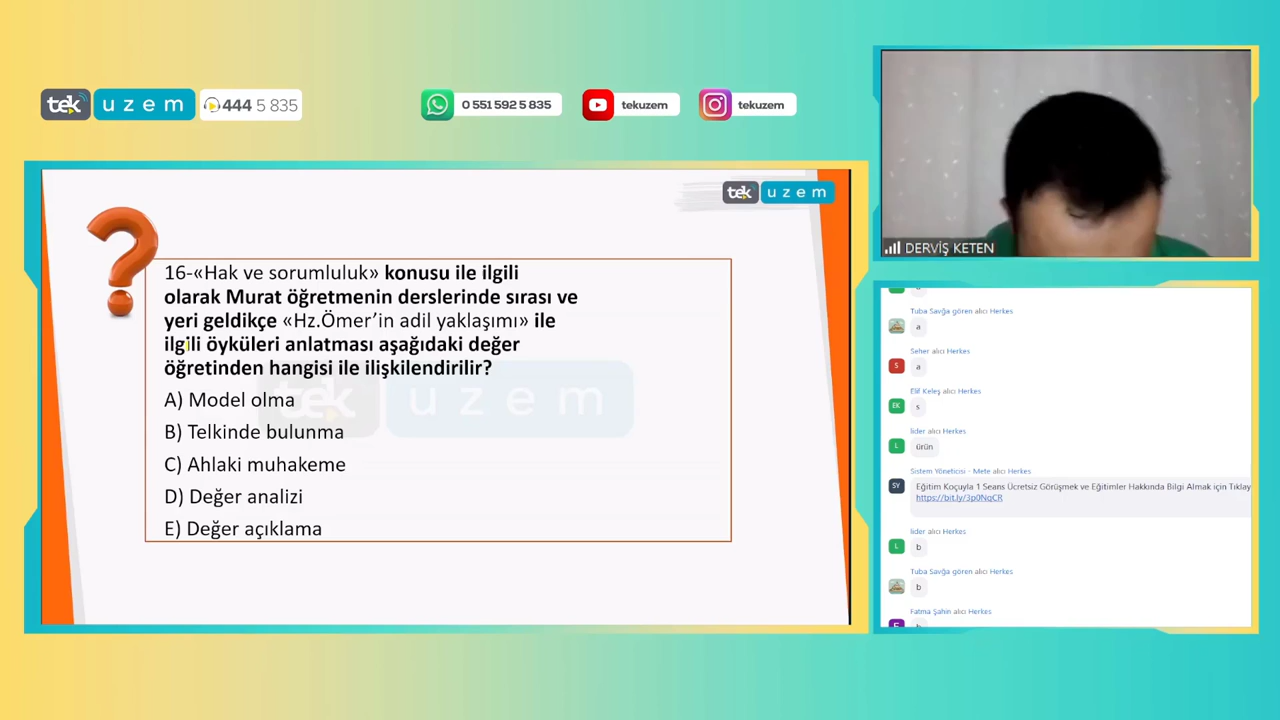 tek uzem 444 5 835
0 551 592 5 835
tekuzem
tekuzem
tek uzem
16-«Hak ve sorumluluk» konusu ile ilgili
olarak Murat öğretmenin derslerinde sırası ve
yeri geldikçe «Hz.Ömer’in adil yaklaşımı» ile
ilgili öyküleri anlatması aşağıdaki değer
öğretinden hangisi ile ilişkilendirilir?
A) Model olma
B) Telkinde bulunma
C) Ahlaki muhakeme
D) Değer analizi
E) Değer açıklama
tek uzem
DERVİŞ KETEN
Tuba Savğa gören alıcı Herkes
a
Seher alıcı Herkes
S
a
Elif Keleş alıcı Herkes
EK
s
lider alıcı Herkes
L
ürün
Sistem Yöneticisi - Mete alıcı Herkes
SY
Eğitim Koçuyla 1 Seans Ücretsiz Görüşmek ve Eğitimler Hakkında Bilgi Almak için Tıklay
https://bit.ly/3p0NqCR
lider alıcı Herkes
L
b
Tuba Savğa gören alıcı Herkes
b
Fatma Şahin alıcı Herkes